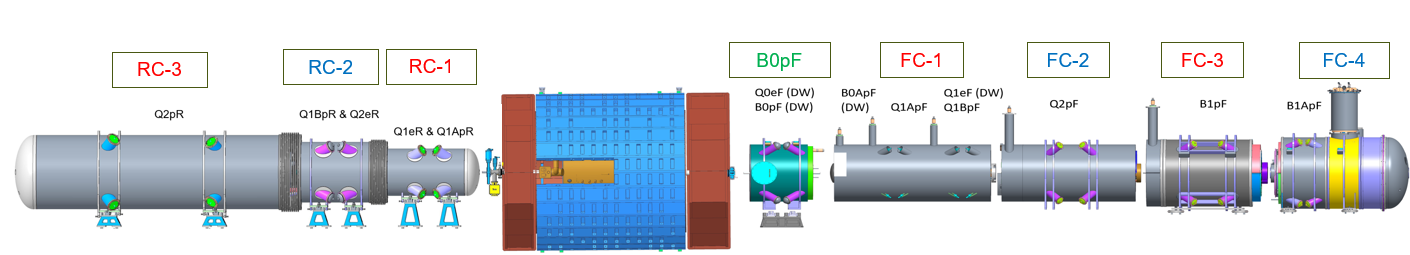 RC-3
RC-2
RC-1
B0pF
FC-1
FC-2
FC-3
FC-4
Q2pR
Q1BpR & Q2eR
Q1eR & Q1ApR
Q0eF (DW)
B0pF (DW)
B0ApF
(DW)
Q1ApF
Q1eF (DW)
Q1BpF
Q2pF
B1pF
B1ApF